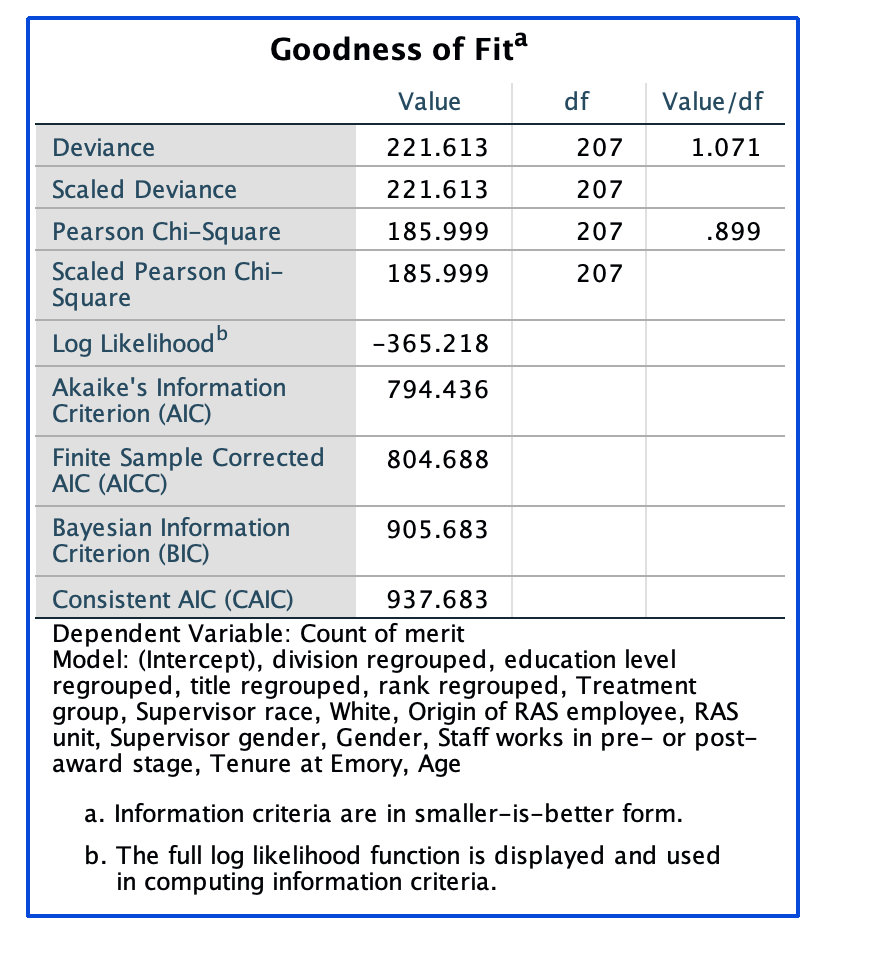 Goodness of Fitᵃ
Value df Value/df
Deviance 221.613 207 1.071
Scaled Deviance 221.613 207
Pearson Chi-Square 185.999 207 .899
Scaled Pearson Chi- 185.999 207
Square
Log Likelihoodᵇ -365.218
Akaike's Information 794.436
Criterion (AIC)
Finite Sample Corrected 804.688
AIC (AICC)
Bayesian Information 905.683
Criterion (BIC)
Consistent AIC (CAIC) 937.683
Dependent Variable: Count of merit
Model: (Intercept), division regrouped, education level
regrouped, title regrouped, rank regrouped, Treatment
group, Supervisor race, White, Origin of RAS employee, RAS
unit, Supervisor gender, Gender, Staff works in pre- or post-
award stage, Tenure at Emory, Age
a. Information criteria are in smaller-is-better form.
b. The full log likelihood function is displayed and used
in computing information criteria.